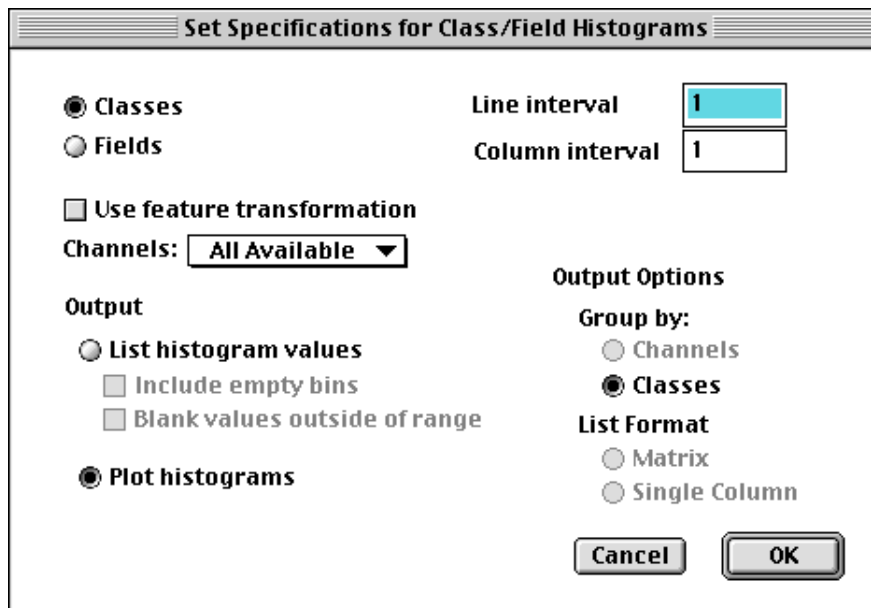 Set Specifications for Class/Field Histograms
Classes
Fields
Line interval 1
Column interval 1
Use feature transformation
Channels: All Available
Output
List histogram values
Include empty bins
Blank values outside of range
Plot histograms
Output Options
Group by:
Channels
Classes
List Format
Matrix
Single Column
Cancel OK